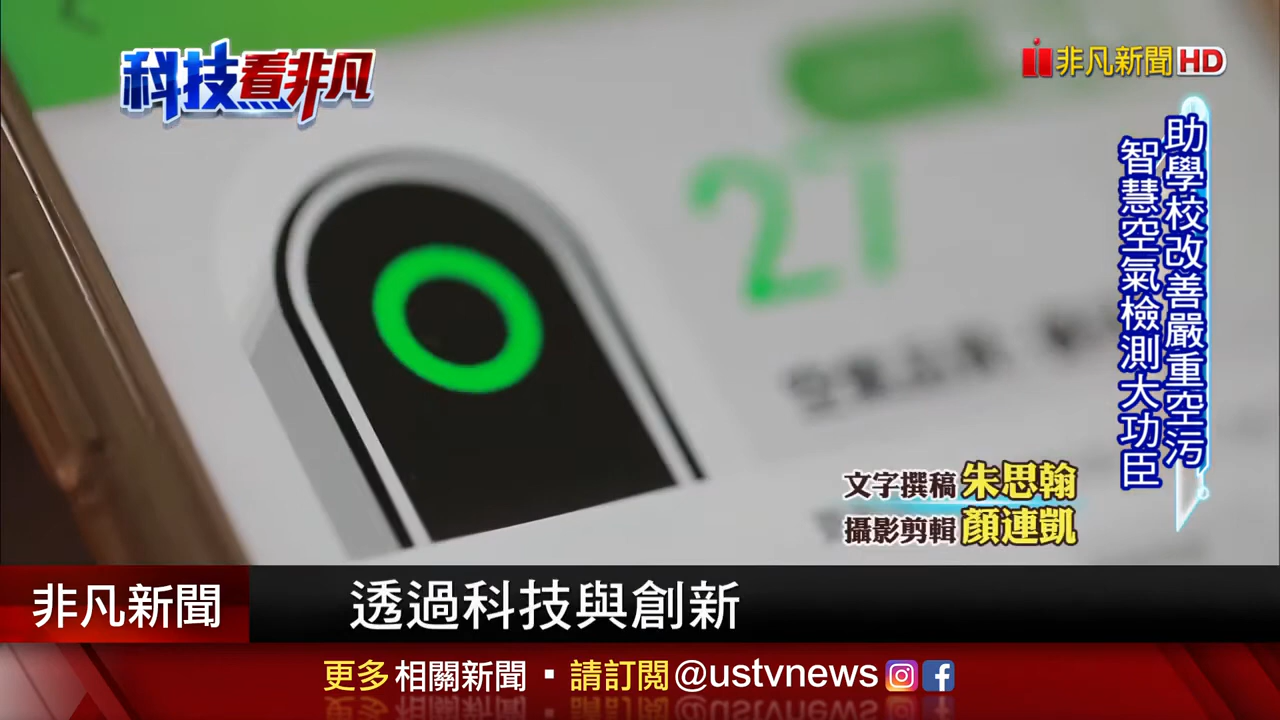 科技看非凡
非凡新聞HD
助學校改善嚴重空污
智慧空氣檢測大功臣
27
文字撰稿 朱思翰
攝影剪輯 顏連凱
非凡新聞
透過科技與創新
更多相關新聞▪請訂閱@ustvnews